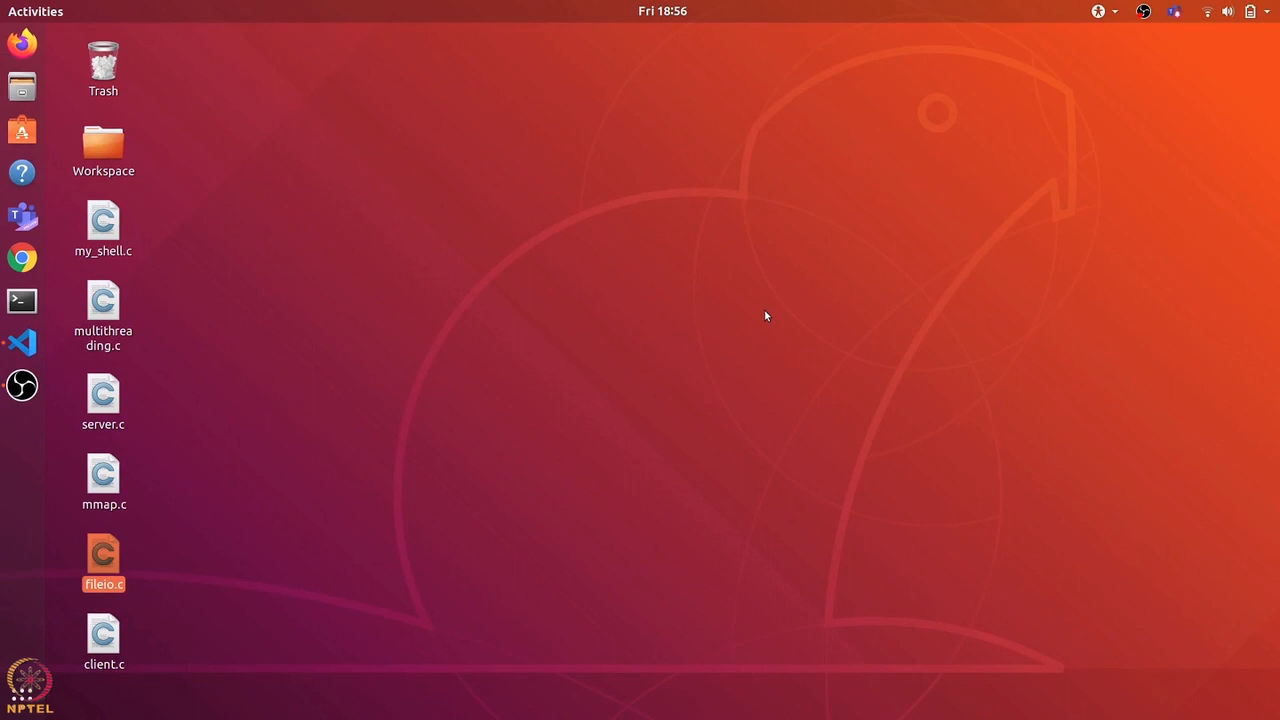 Activities
Fri 18:56
Trash
Workspace
my_shell.c
multithrea
ding.c
server.c
mmap.c
fileio.c
client.c
NPTEL